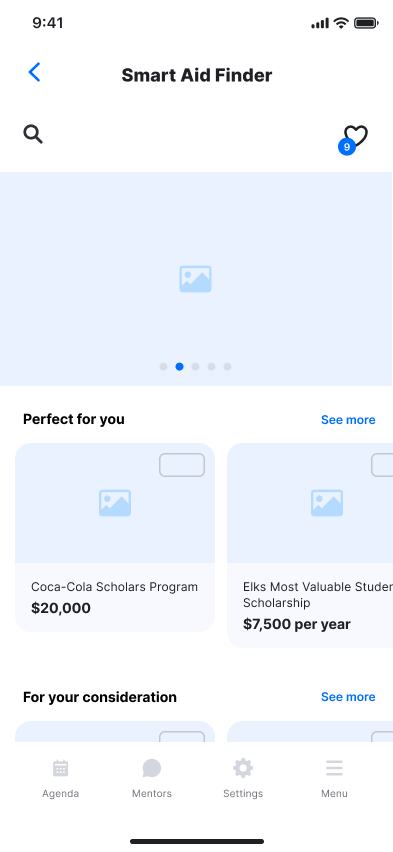 9:41
Smart Aid Finder
9
Perfect for you
See more
Coca-Cola Scholars Program
$20,000
Elks Most Valuable Studen
Scholarship
$7,500 per year
For your consideration
See more
Agenda
Mentors
Settings
Menu